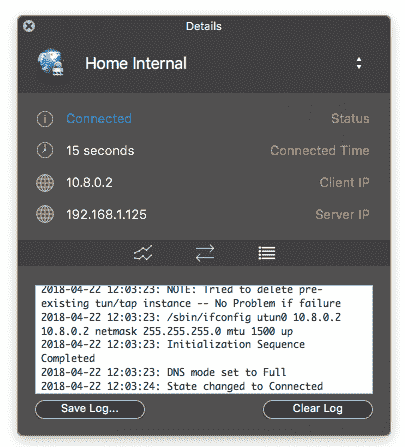 Details
Home Internal
Connected Status
15 seconds Connected Time
10.8.0.2 Client IP
192.168.1.125 Server IP
2018-04-22 12:03:23: NOTE: Tried to delete pre-
existing tun/tap instance -- No Problem if failure
2018-04-22 12:03:23: /sbin/ifconfig utun0 10.8.0.2
10.8.0.2 netmask 255.255.255.0 mtu 1500 up
2018-04-22 12:03:23: Initialization Sequence
Completed
2018-04-22 12:03:23: DNS mode set to Full
2018-04-22 12:03:24: State changed to Connected
Save Log... Clear Log